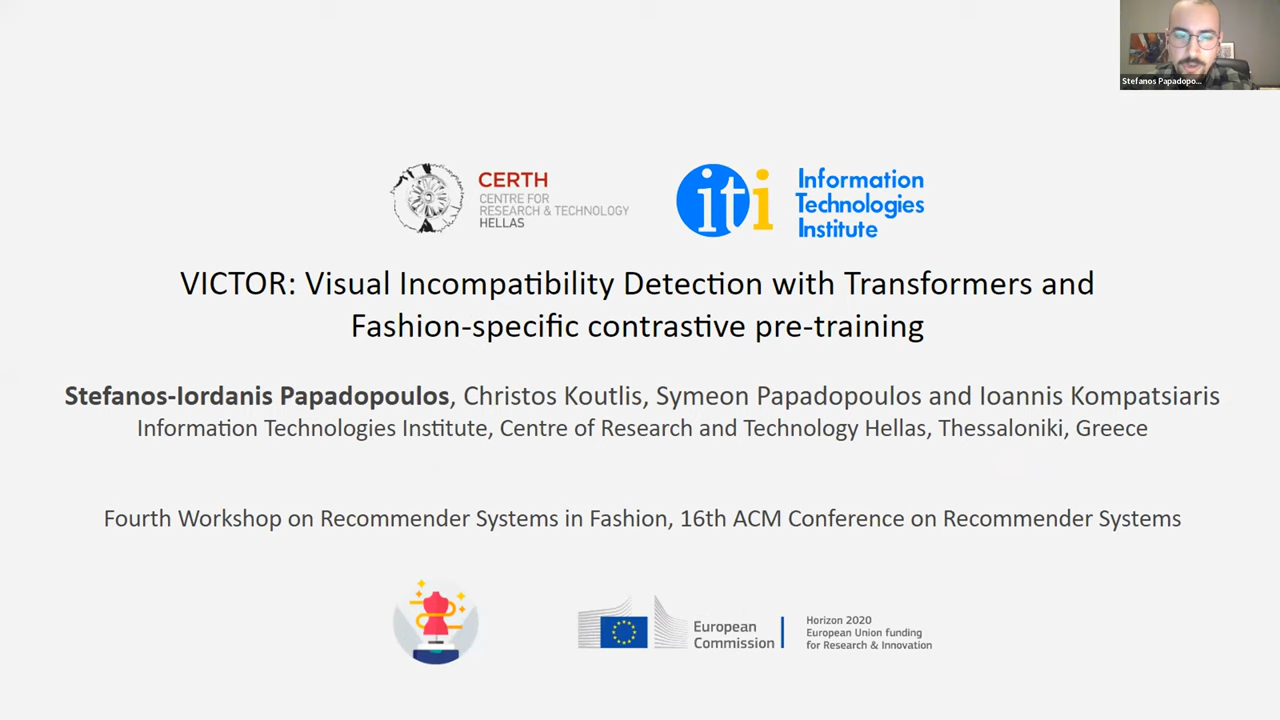 Stefanos Papadopo...
CERTH
CENTRE FOR
RESEARCH & TECHNOLOGY
HELLAS
iti
Information
Technologies
Institute
VICTOR: Visual Incompatibility Detection with Transformers and
Fashion-specific contrastive pre-training
Stefanos-Iordanis Papadopoulos, Christos Koutlis, Symeon Papadopoulos and Ioannis Kompatsiaris
Information Technologies Institute, Centre of Research and Technology Hellas, Thessaloniki, Greece
Fourth Workshop on Recommender Systems in Fashion, 16th ACM Conference on Recommender Systems
European
Commission
Horizon 2020
European Union funding
for Research & Innovation